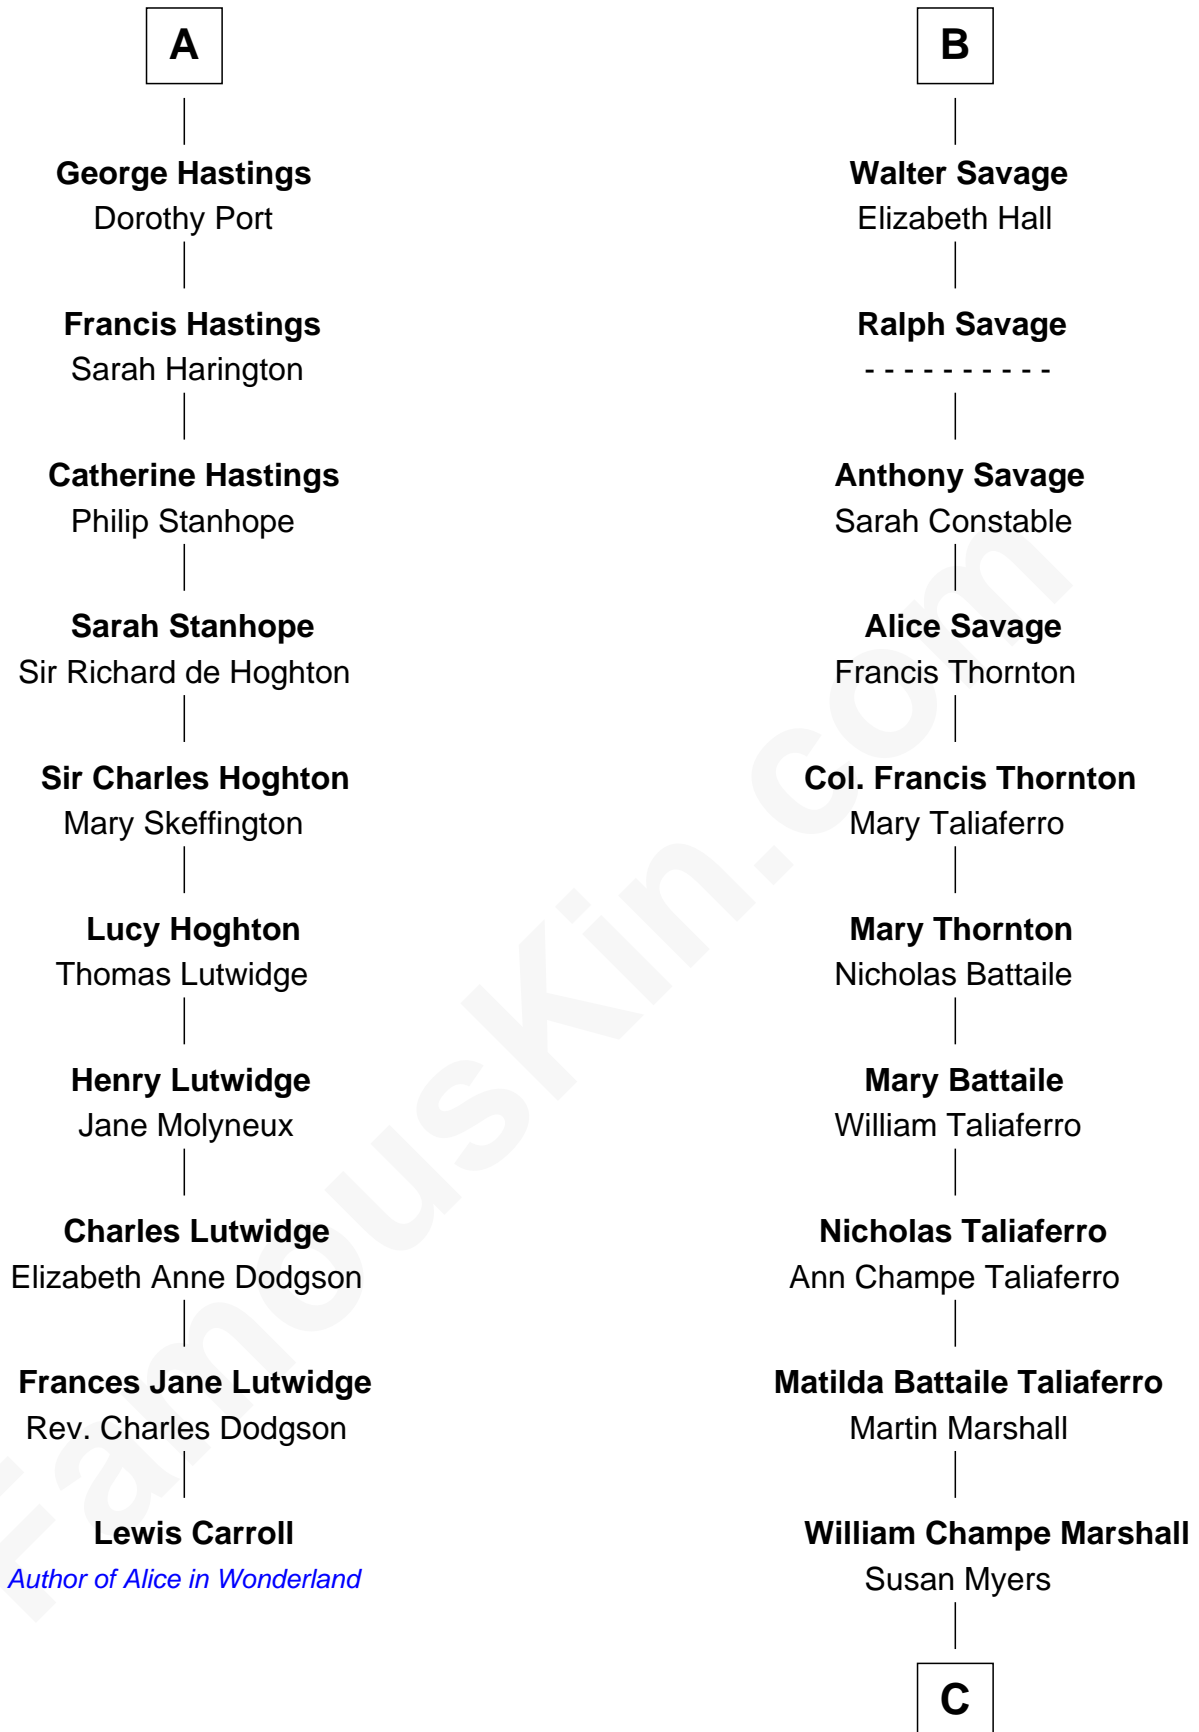 A
George Hastings
Dorothy Port
Francis Hastings
Sarah Harington
Catherine Hastings
Philip Stanhope
Sarah Stanhope
Sir Richard de Hoghton
Sir Charles Hoghton
Mary Skeffington
Lucy Hoghton
Thomas Lutwidge
Henry Lutwidge
Jane Molyneux
Charles Lutwidge
Elizabeth Anne Dodgson
Frances Jane Lutwidge
Rev. Charles Dodgson
Lewis Carroll
Author of Alice in Wonderland
B
Walter Savage
Elizabeth Hall
Ralph Savage
- - - - - - - - - -
Anthony Savage
Sarah Constable
Alice Savage
Francis Thornton
Col. Francis Thornton
Mary Taliaferro
Mary Thornton
Nicholas Battaile
Mary Battaile
William Taliaferro
Nicholas Taliaferro
Ann Champe Taliaferro
Matilda Battaile Taliaferro
Martin Marshall
William Champe Marshall
Susan Myers
C
FamousKin.com